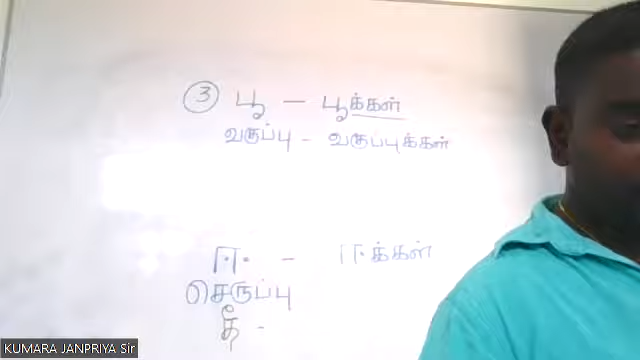 3 பூ – பூக்கள்
வகுப்பு – வகுப்புக்கள்
ஈ – ஈக்கள்
செருப்பு
தீ –
KUMARA JANPRIYA Sir